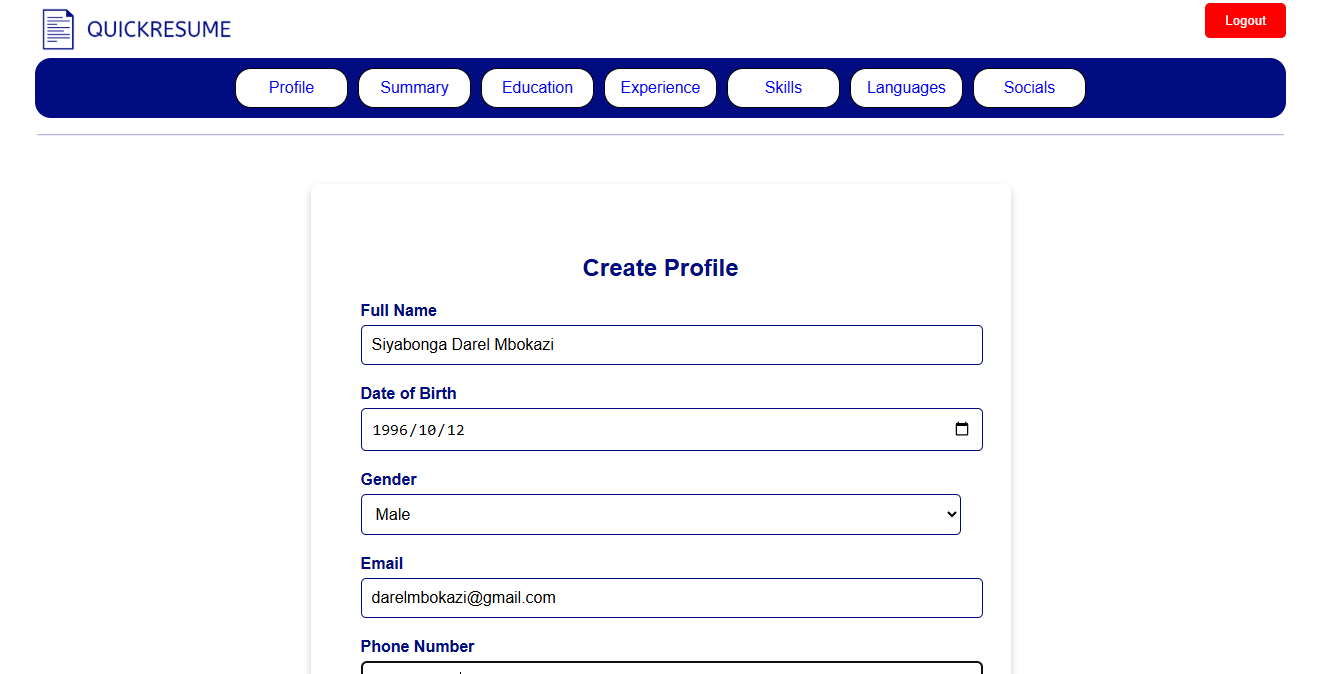 QUICKRESUME
Logout
Profile Summary Education Experience Skills Languages Socials
Create Profile
Full Name
Siyabonga Darel Mbokazi
Date of Birth
1996/10/12
Gender
Male
Email
darelmbokazi@gmail.com
Phone Number